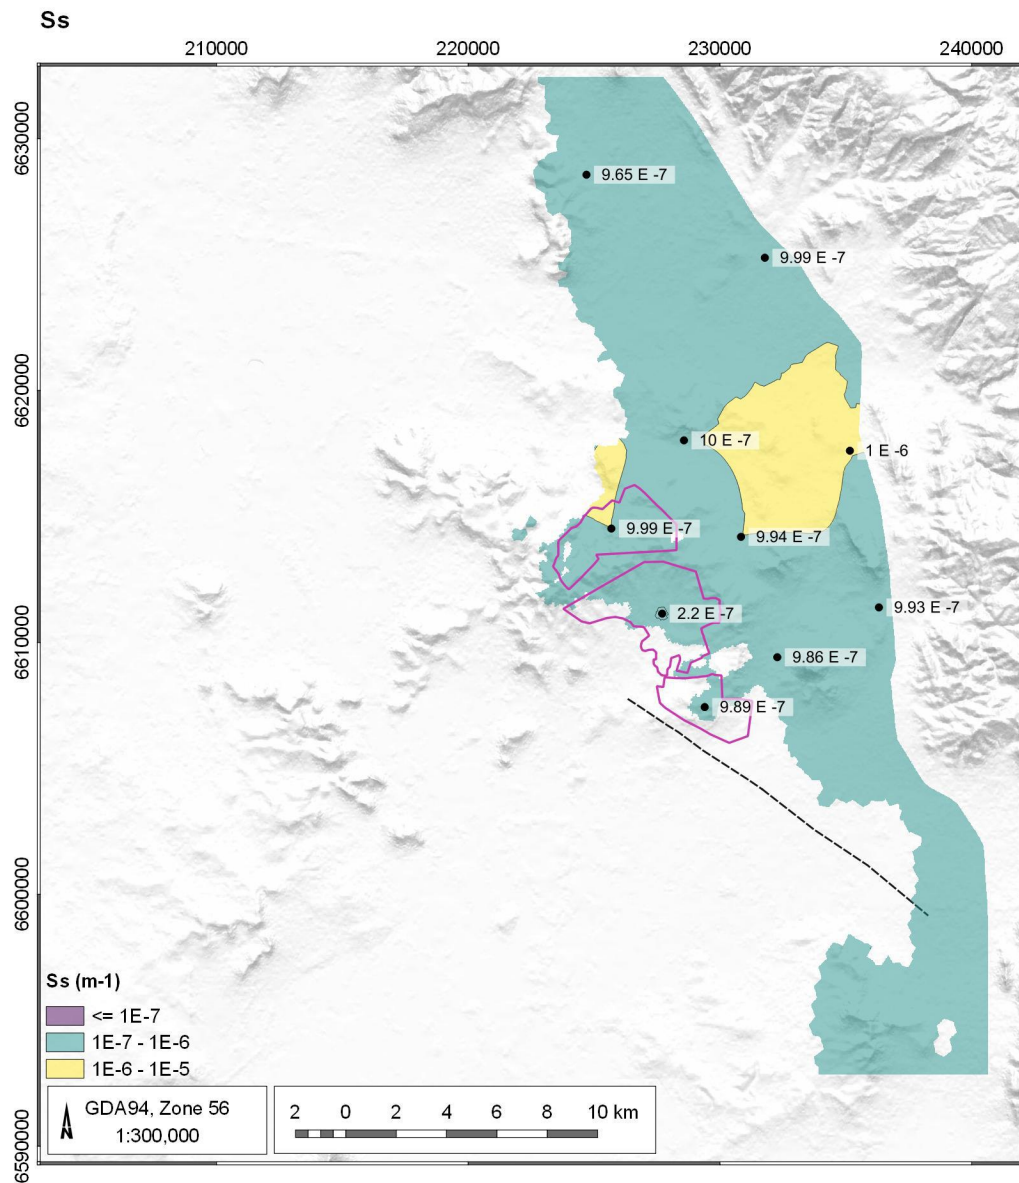 Ss
210000 220000 230000 240000
6630000
9.65 E -7
9.99 E -7
6620000
10 E -7
1 E -6
9.99 E -7
9.94 E -7
9.93 E -7
2.2 E -7
6610000
9.86 E -7
9.89 E -7
6600000
Ss (m-1)
<= 1E-7
1E-7 - 1E-6
1E-6 - 1E-5
N
GDA94, Zone 56
1:300,000
2 0 2 4 6 8 10 km
6590000